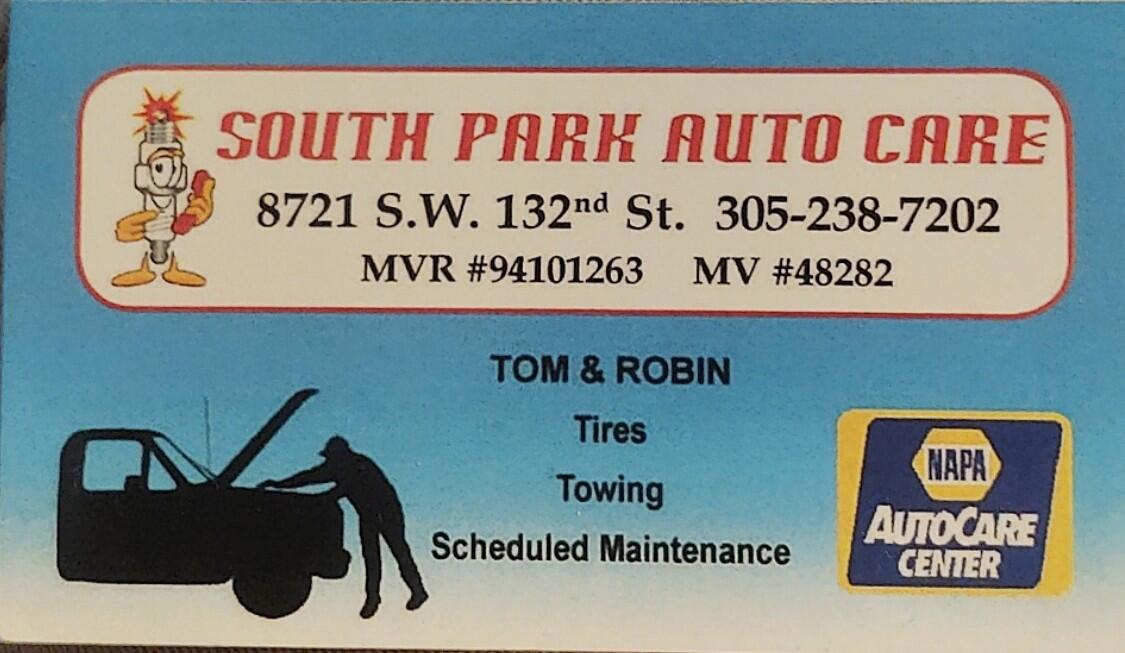 SOUTH PARK AUTO CARE
8721 S.W. 132nd St. 305-238-7202
MVR #94101263 MV #48282
TOM & ROBIN
Tires
Towing
Scheduled Maintenance
NAPA
AUTOCARE
CENTER